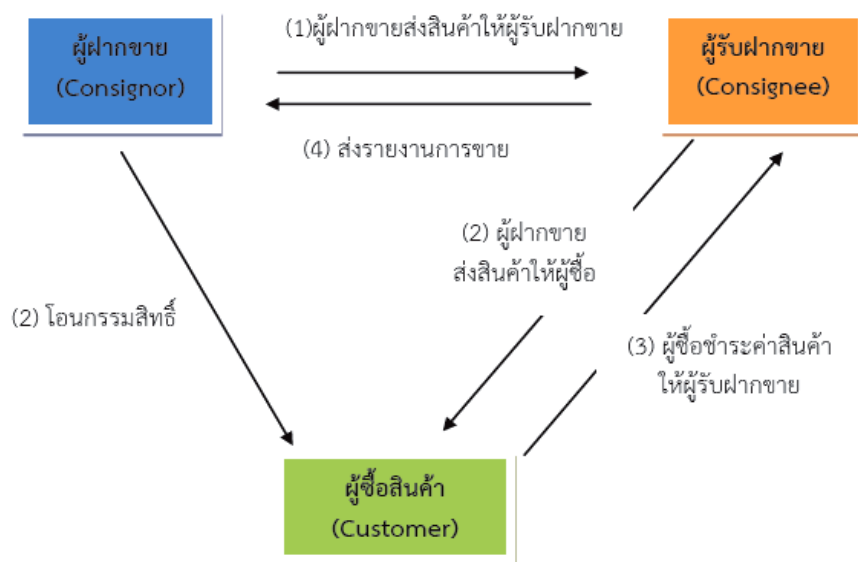 (1)ผู้ฝากขายส่งสินค้าให้ผู้รับฝากขาย
ผู้ฝากขาย
(Consignor)
ผู้รับฝากขาย
(Consignee)
(4) ส่งรายงานการขาย
(2) ผู้ฝากขาย
ส่งสินค้าให้ผู้ซื้อ
(2) โอนกรรมสิทธิ์
(3) ผู้ซื้อชำระค่าสินค้า
ให้ผู้รับฝากขาย
ผู้ซื้อสินค้า
(Customer)